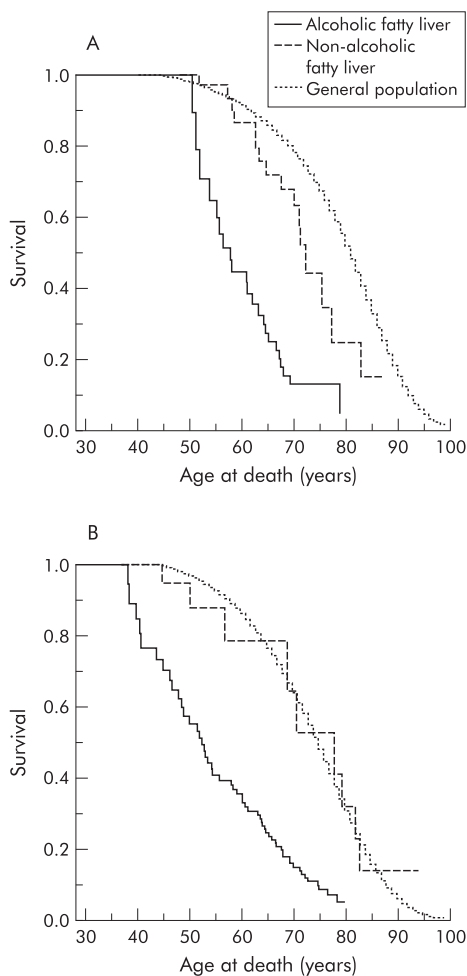 A
Alcoholic fatty liver
Non-alcoholic
fatty liver
General population
1.0
0.8
0.6
0.4
0.2
0.0
Survival
30 40 50 60 70 80 90 100
Age at death (years)
B
1.0
0.8
0.6
0.4
0.2
0.0
Survival
30 40 50 60 70 80 90 100
Age at death (years)